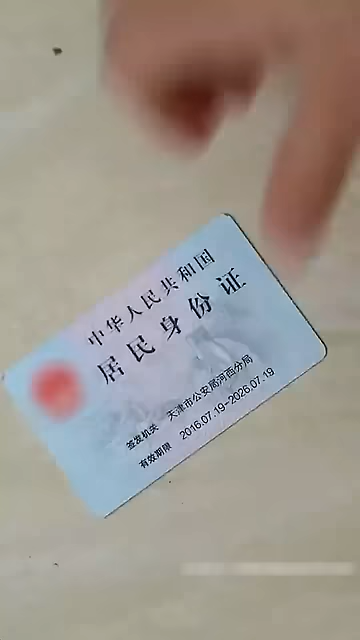 中华人民共和国
居民身份证
签发机关 天津市公安局河西分局
有效期限 2016.07.19-2026.07.19